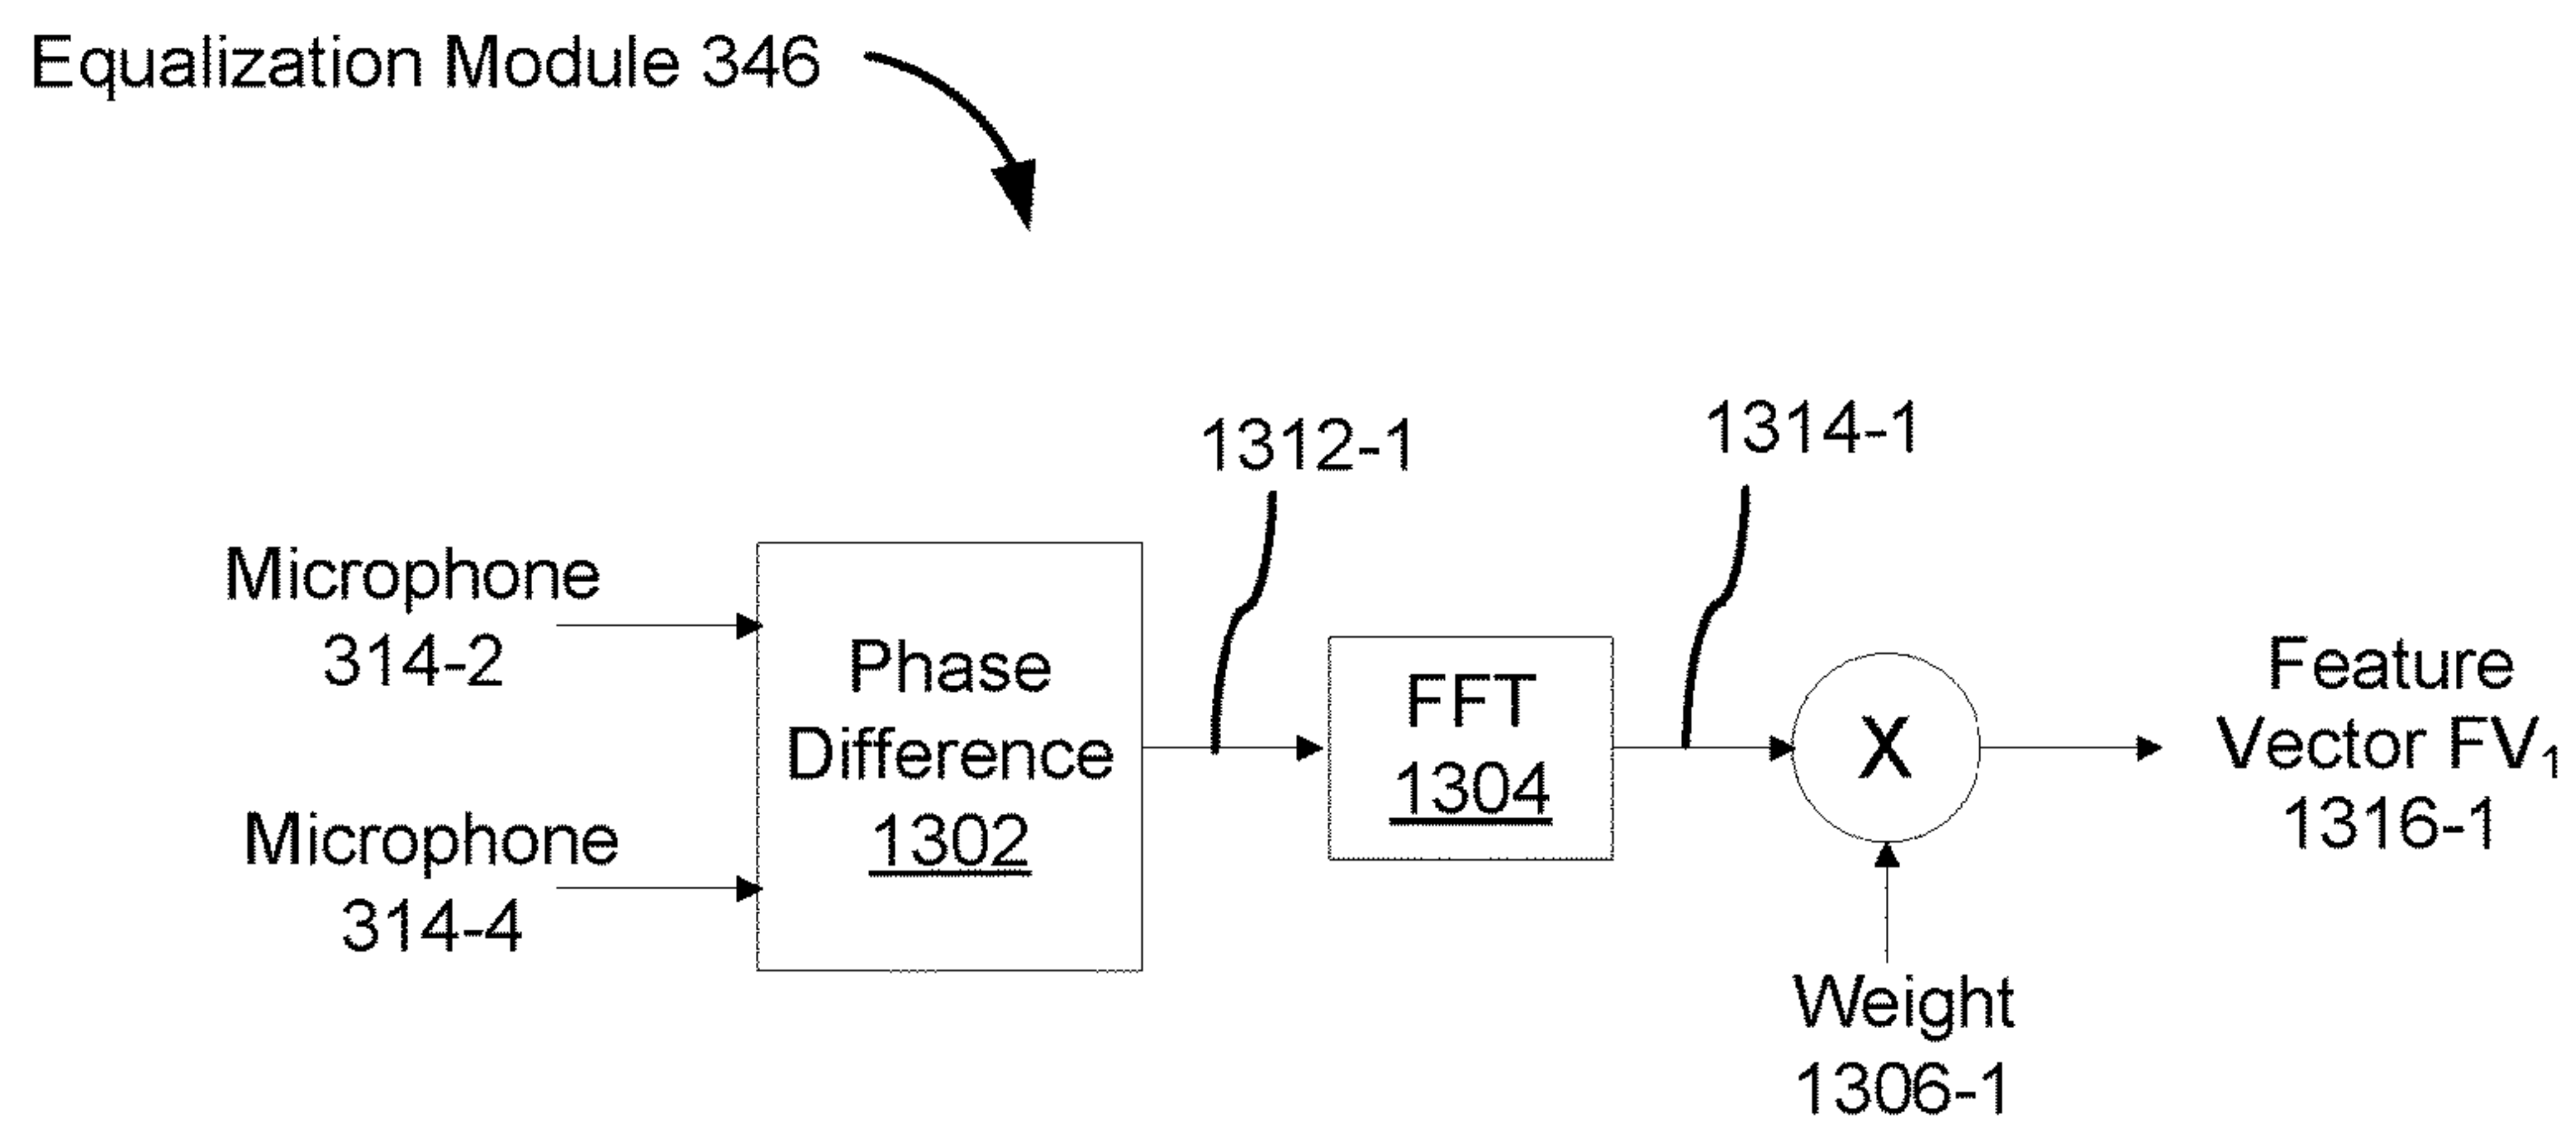 Equalization Module 346
1312-1
1314-1
Microphone
314-2
Microphone
314-4
Phase
Difference
1302
FFT
1304
X
Weight
1306-1
Feature
Vector FV₁
1316-1